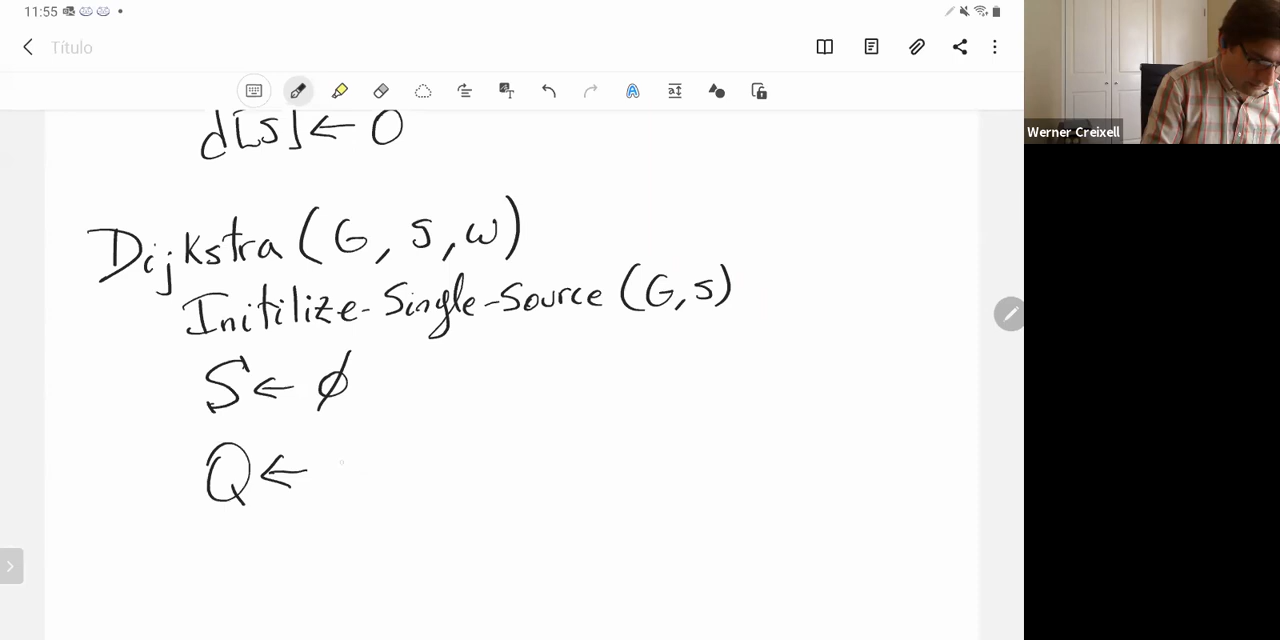 11:55
Título
Werner Creixell
d[s] ← 0
Dijkstra (G, s, w)
Initilize-Single-Source (G, s)
S ← ϕ
Q ←